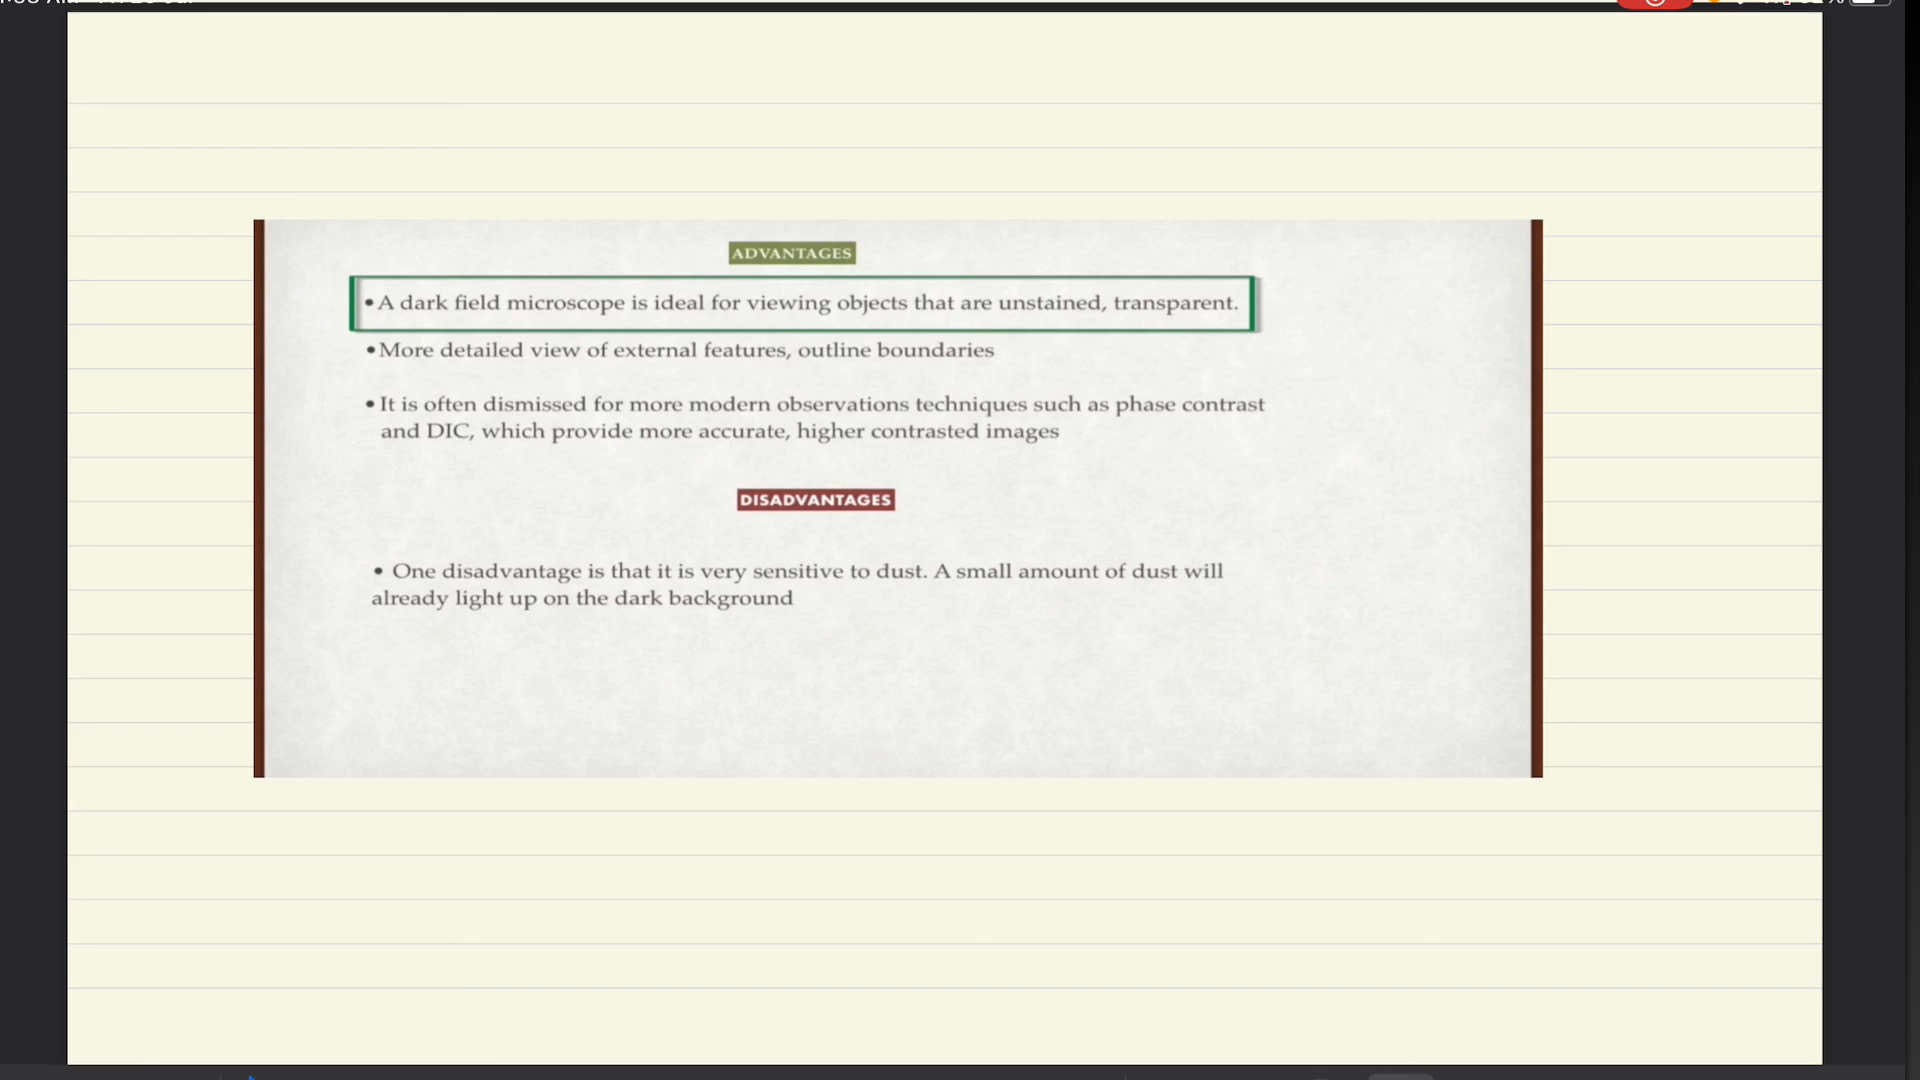 ADVANTAGES
• A dark field microscope is ideal for viewing objects that are unstained, transparent.
• More detailed view of external features, outline boundaries
• It is often dismissed for more modern observations techniques such as phase contrast
and DIC, which provide more accurate, higher contrasted images
DISADVANTAGES
• One disadvantage is that it is very sensitive to dust. A small amount of dust will
already light up on the dark background